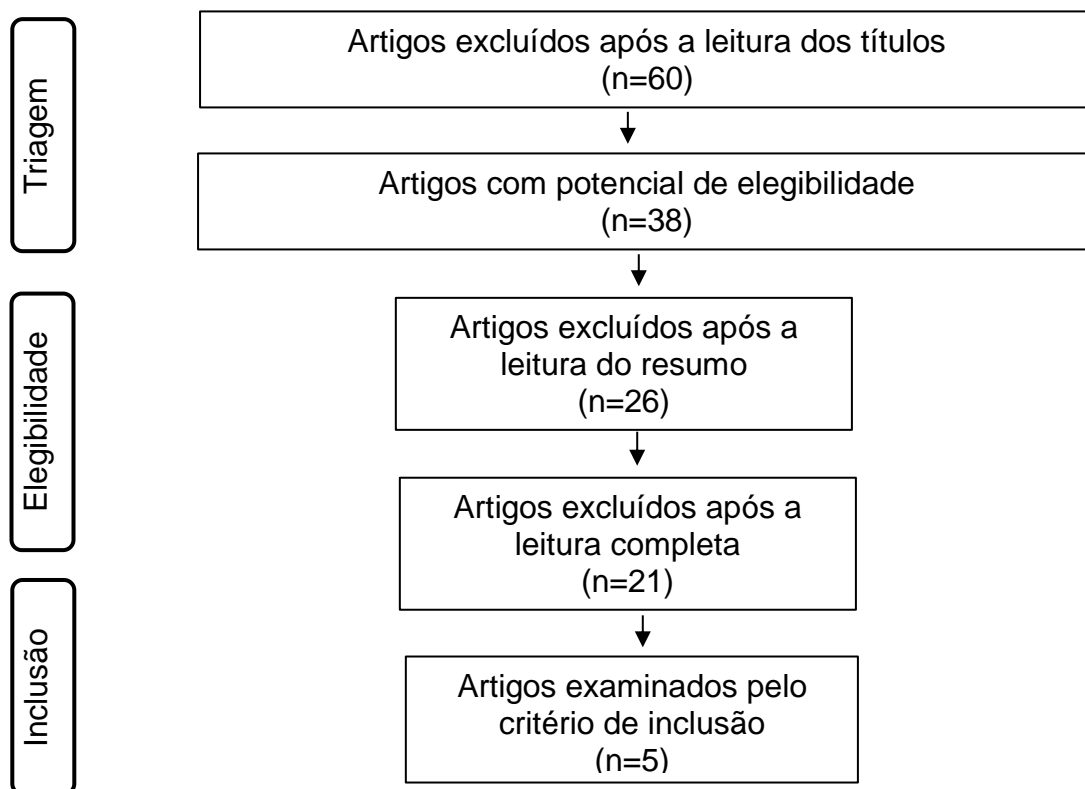 Triagem
Artigos excluídos após a leitura dos títulos
(n=60)
Artigos com potencial de elegibilidade
(n=38)
Elegibilidade
Artigos excluídos após a
leitura do resumo
(n=26)
Artigos excluídos após a
leitura completa
(n=21)
Inclusão
Artigos examinados pelo
critério de inclusão
(n=5)